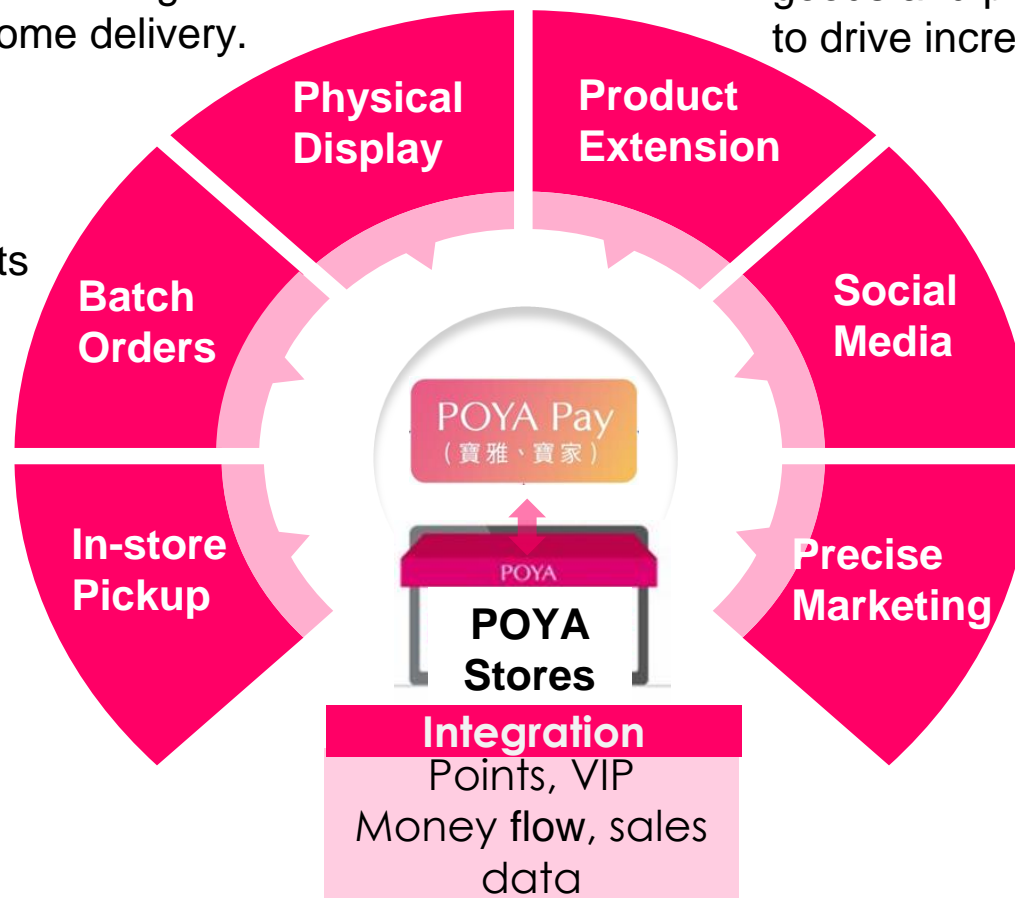 ome delivery.
to drive incre
ts
Physical
Display
Product
Extension
Batch
Orders
Social
Media
In-store
Pickup
Precise
Marketing
POYA Pay
(寶雅、寶家)
POYA
POYA
Stores
Integration
Points, VIP
Money flow, sales
data